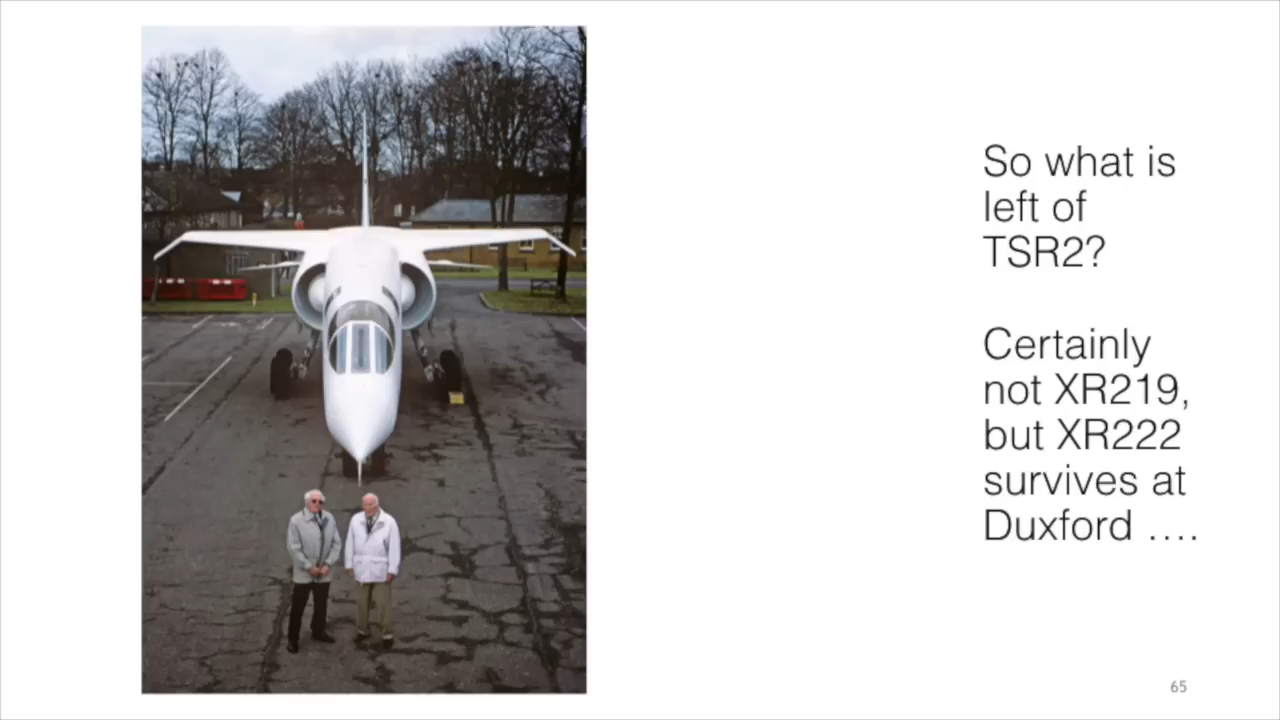 So what is
left of
TSR2?
Certainly
not XR219,
but XR222
survives at
Duxford ....
65